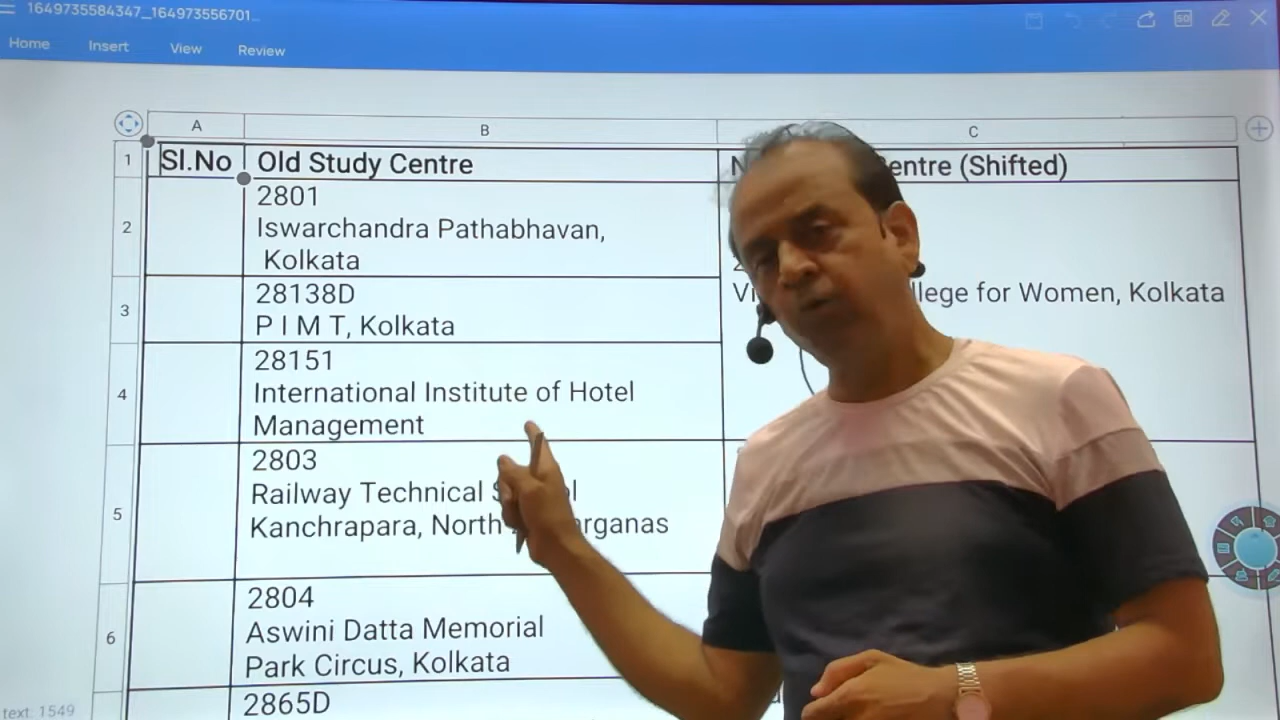 1649735584347_164973556701...
Home Insert View Review
50
A B C
1 Sl.No Old Study Centre entre (Shifted)
2 2801
Iswarchandra Pathabhavan,
Kolkata
3 28138D
P I M T, Kolkata
llege for Women, Kolkata
4 28151
International Institute of Hotel
Management
5 2803
Railway Technical
Kanchrapara, North rganas
6 2804
Aswini Datta Memorial
Park Circus, Kolkata
2865D
text: 1549